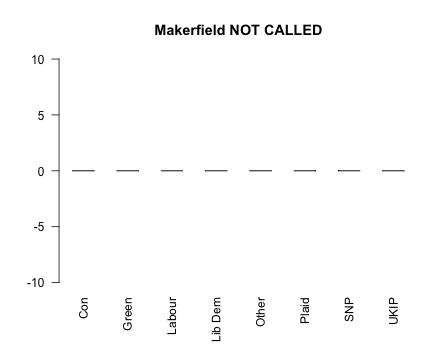 Makerfield NOT CALLED
10
5
0
-5
-10
Con
Green
Labour
Lib Dem
Other
Plaid
SNP
UKIP